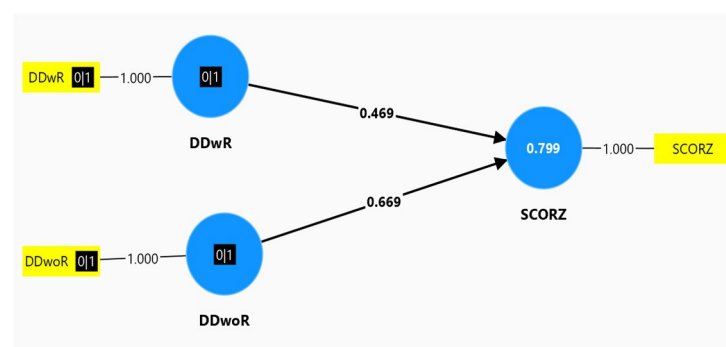 DDwR 0|1
1.000
0|1
DDwR
0.469
0.799
1.000
SCORZ
SCORZ
0.669
DDwoR 0|1
1.000
0|1
DDwoR